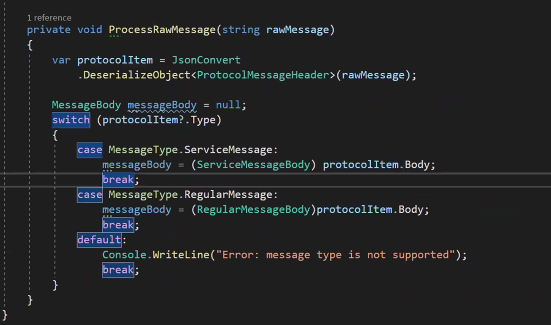 1 reference
private void ProcessRawMessage(string rawMessage)
{
var protocolItem = JsonConvert
.DeserializeObject<ProtocolMessageHeader>(rawMessage);
MessageBody messageBody = null;
switch (protocolItem?.Type)
{
case MessageType.ServiceMessage:
messageBody = (ServiceMessageBody) protocolItem.Body;
break;
case MessageType.RegularMessage:
messageBody = (RegularMessageBody)protocolItem.Body;
break;
default:
Console.WriteLine("Error: message type is not supported");
break;
}
}
}